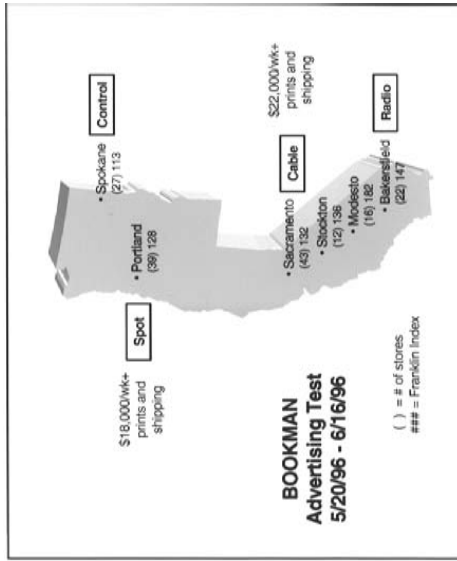 Control
• Spokane
(27) 113
• Portland
(39) 128
Spot
$18,000/wk+
prints and
shipping
$22,000/wk+
prints and
shipping
Cable
• Sacramento
(43) 132
• Stockton
(12) 136
• Modesto
(16) 182
• Bakersfield
(22) 147
Radio
BOOKMAN
Advertising Test
5/20/96 - 6/16/96
( ) = # of stores
### = Franklin Index